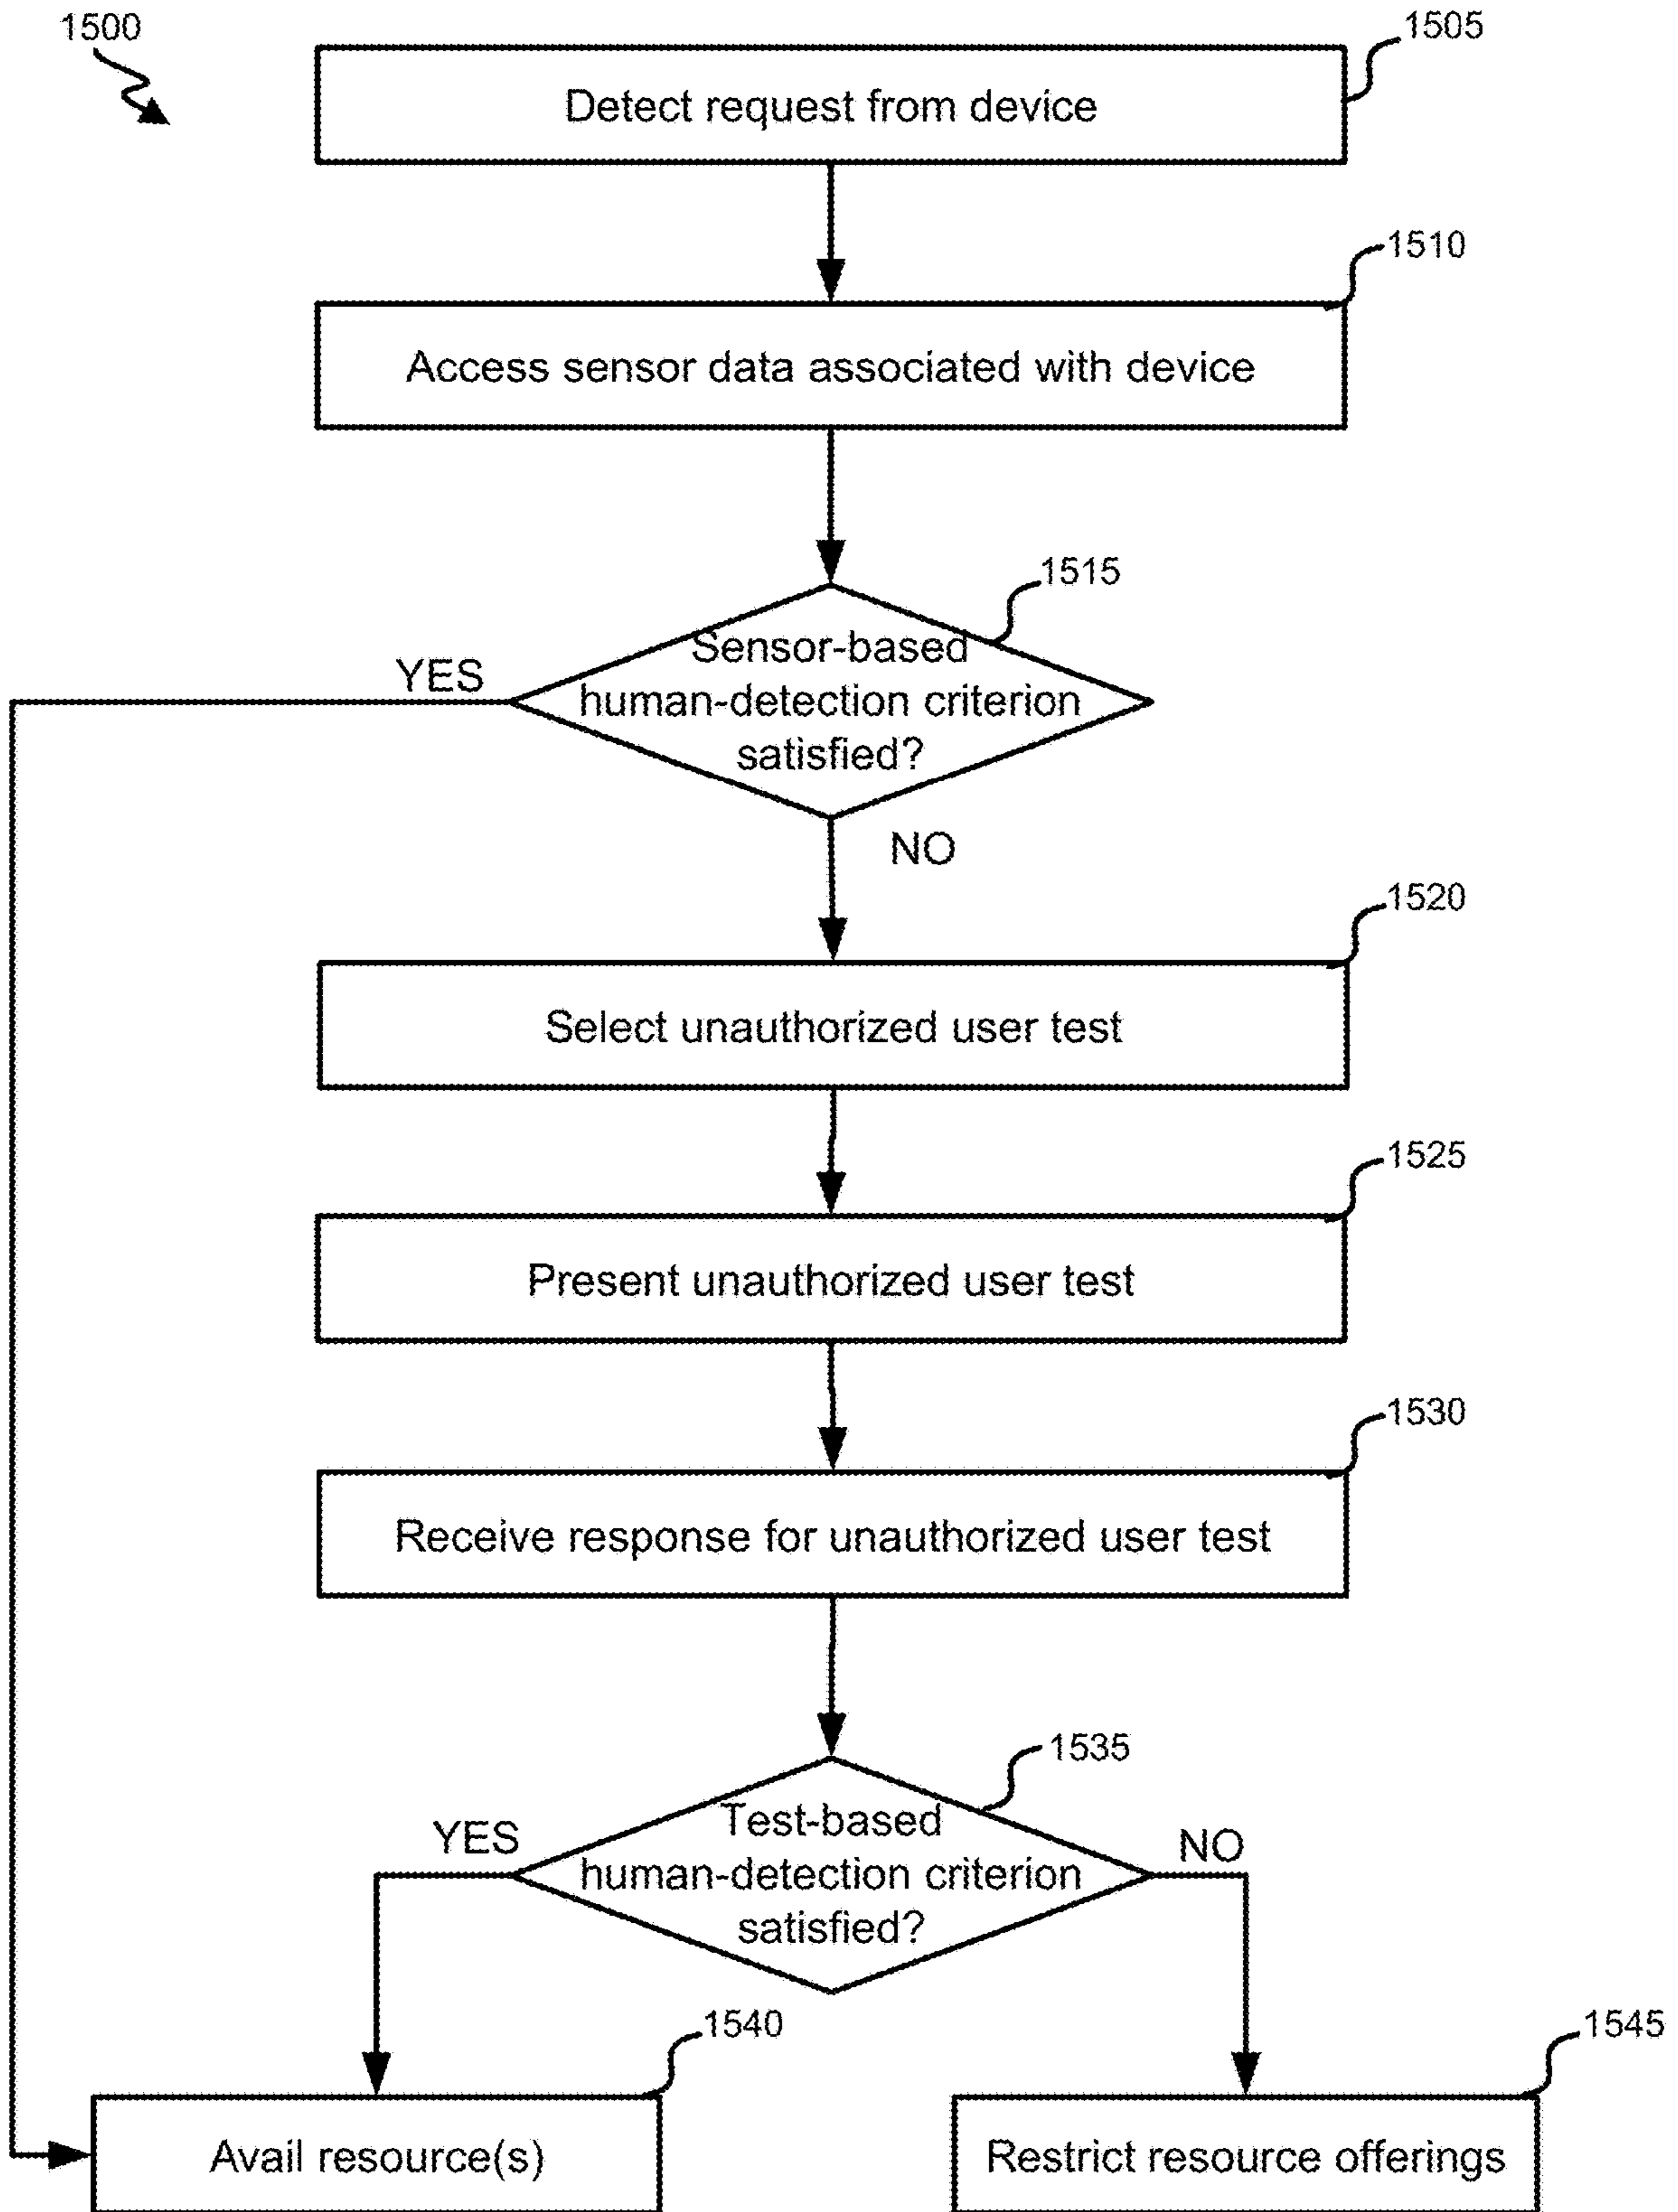 1500
1505
Detect request from device
1510
Access sensor data associated with device
1515
Sensor-based
human-detection criterion
satisfied?
YES
NO
1520
Select unauthorized user test
1525
Present unauthorized user test
1530
Receive response for unauthorized user test
1535
Test-based
human-detection criterion
satisfied?
YES
NO
1540
Avail resource(s)
1545
Restrict resource offerings